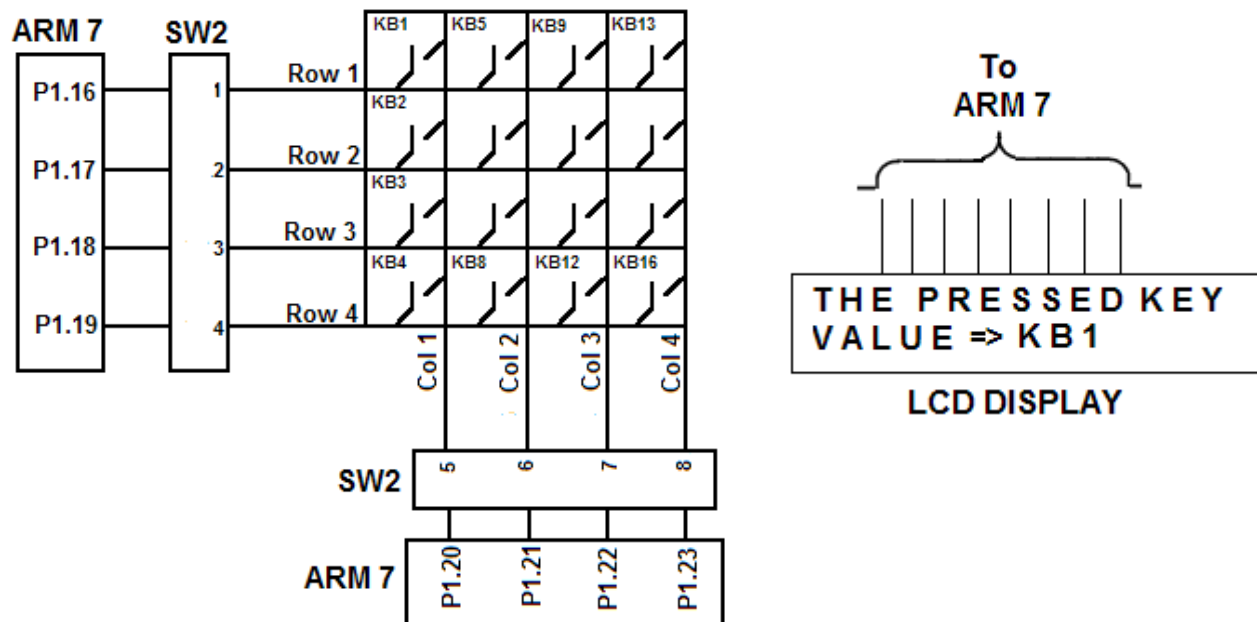 ARM 7
SW2
KB1 KB5 KB9 KB13
Row 1
P1.16
1
KB2
Row 2
P1.17
2
KB3
Row 3
P1.18
3
KB4 KB8 KB12 KB16
Row 4
P1.19
4
Col 1 Col 2 Col 3 Col 4
SW2
5 6 7 8
ARM 7
P1.20 P1.21 P1.22 P1.23
To
ARM 7
THE PRESSED KEY
VALUE => KB1
LCD DISPLAY